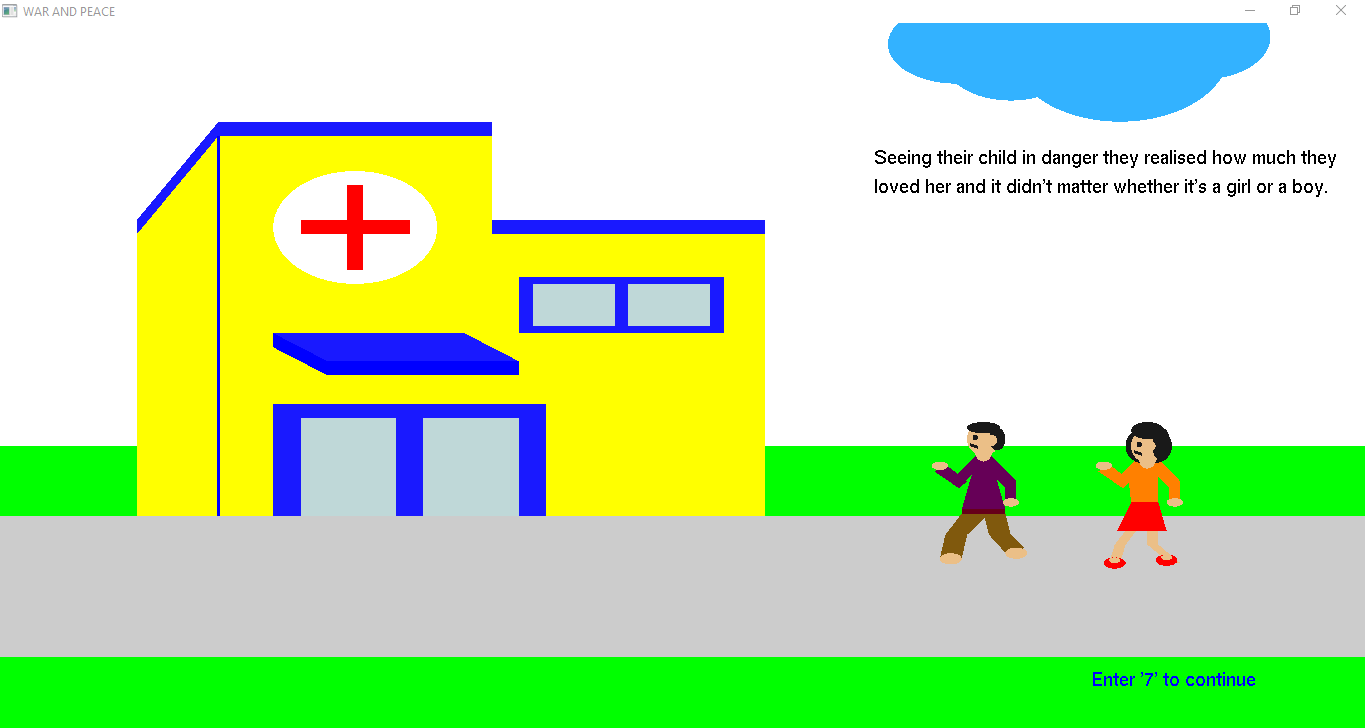 WAR AND PEACE
Seeing their child in danger they realised how much they
loved her and it didn't matter whether it's a girl or a boy.
Enter '7' to continue